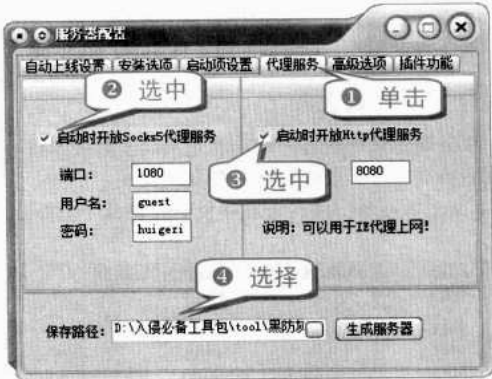 服务器配置
自动上线设置 安装选项 启动项设置 代理服务 高级选项 插件功能
❷ 选中
❶ 单击
启动时开放Socks5代理服务
启动时开放Http代理服务
❸ 选中
端口: 1080
8080
用户名: guest
密码: huigezi
说明: 可以用于IE代理上网!
❹ 选择
保存路径: D:\入侵必备工具包\tool\黑防
生成服务器